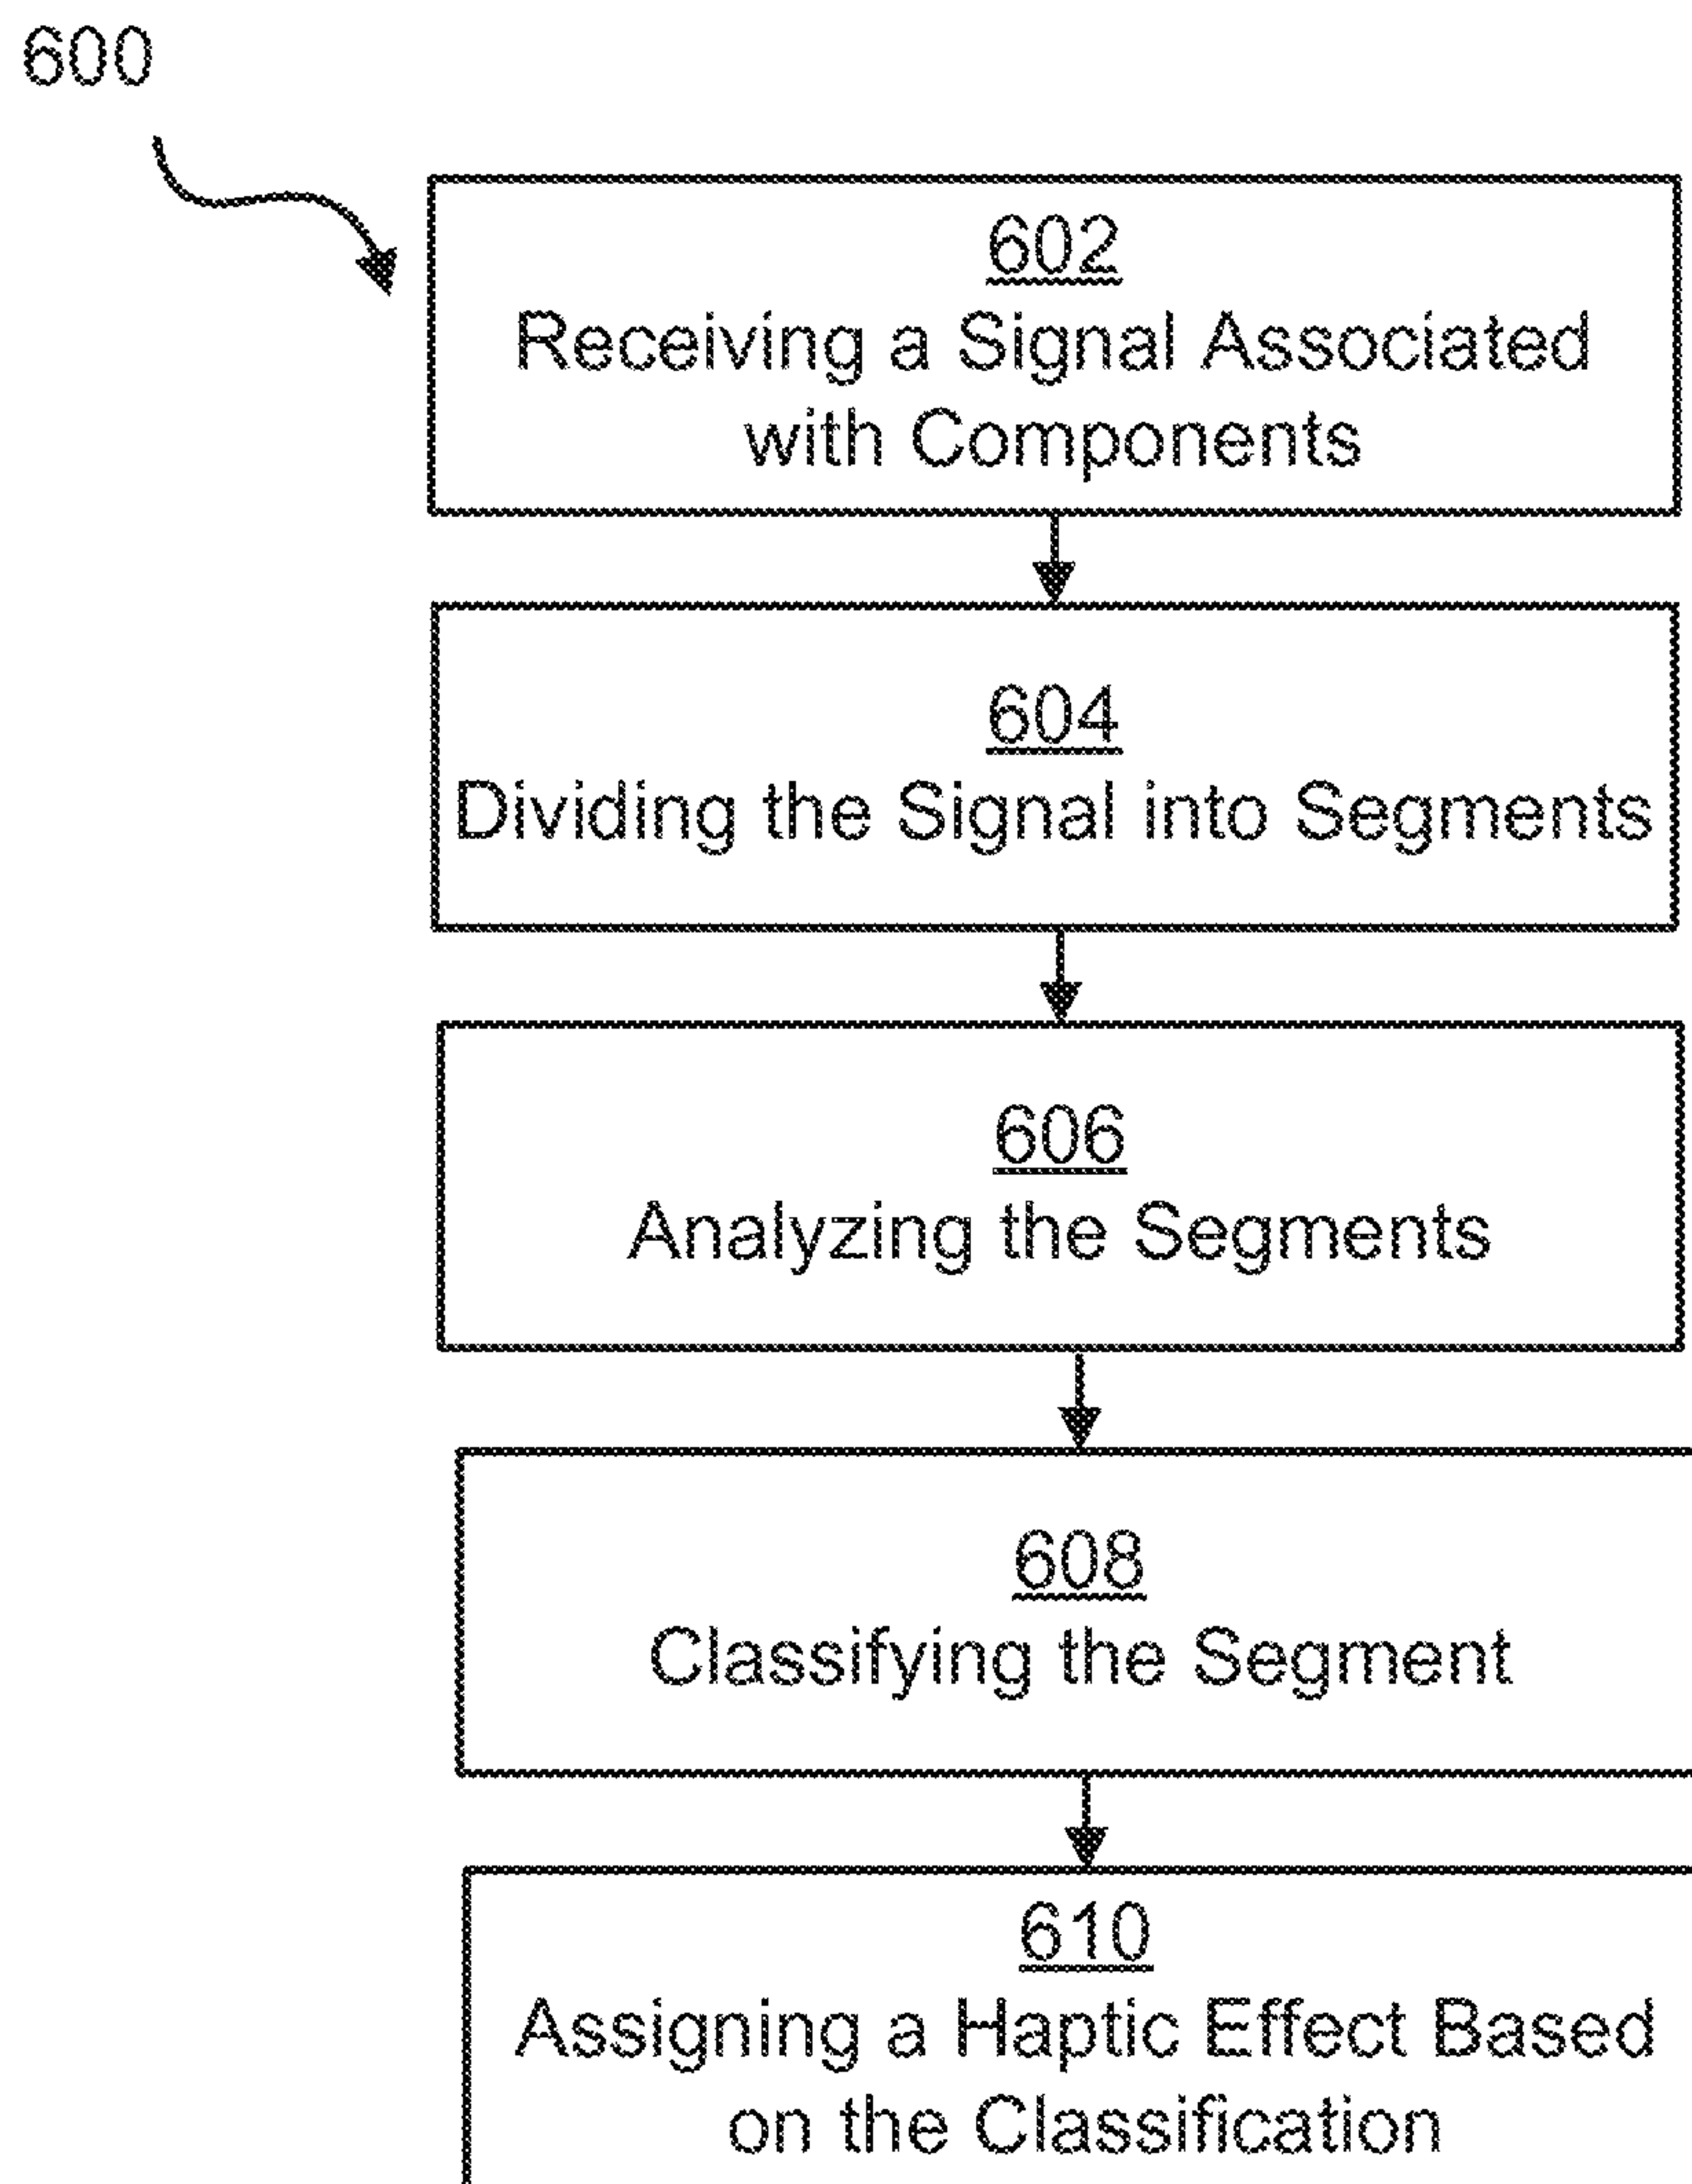 600
602
Receiving a Signal Associated
with Components
604
Dividing the Signal into Segments
606
Analyzing the Segments
608
Classifying the Segment
610
Assigning a Haptic Effect Based
on the Classification